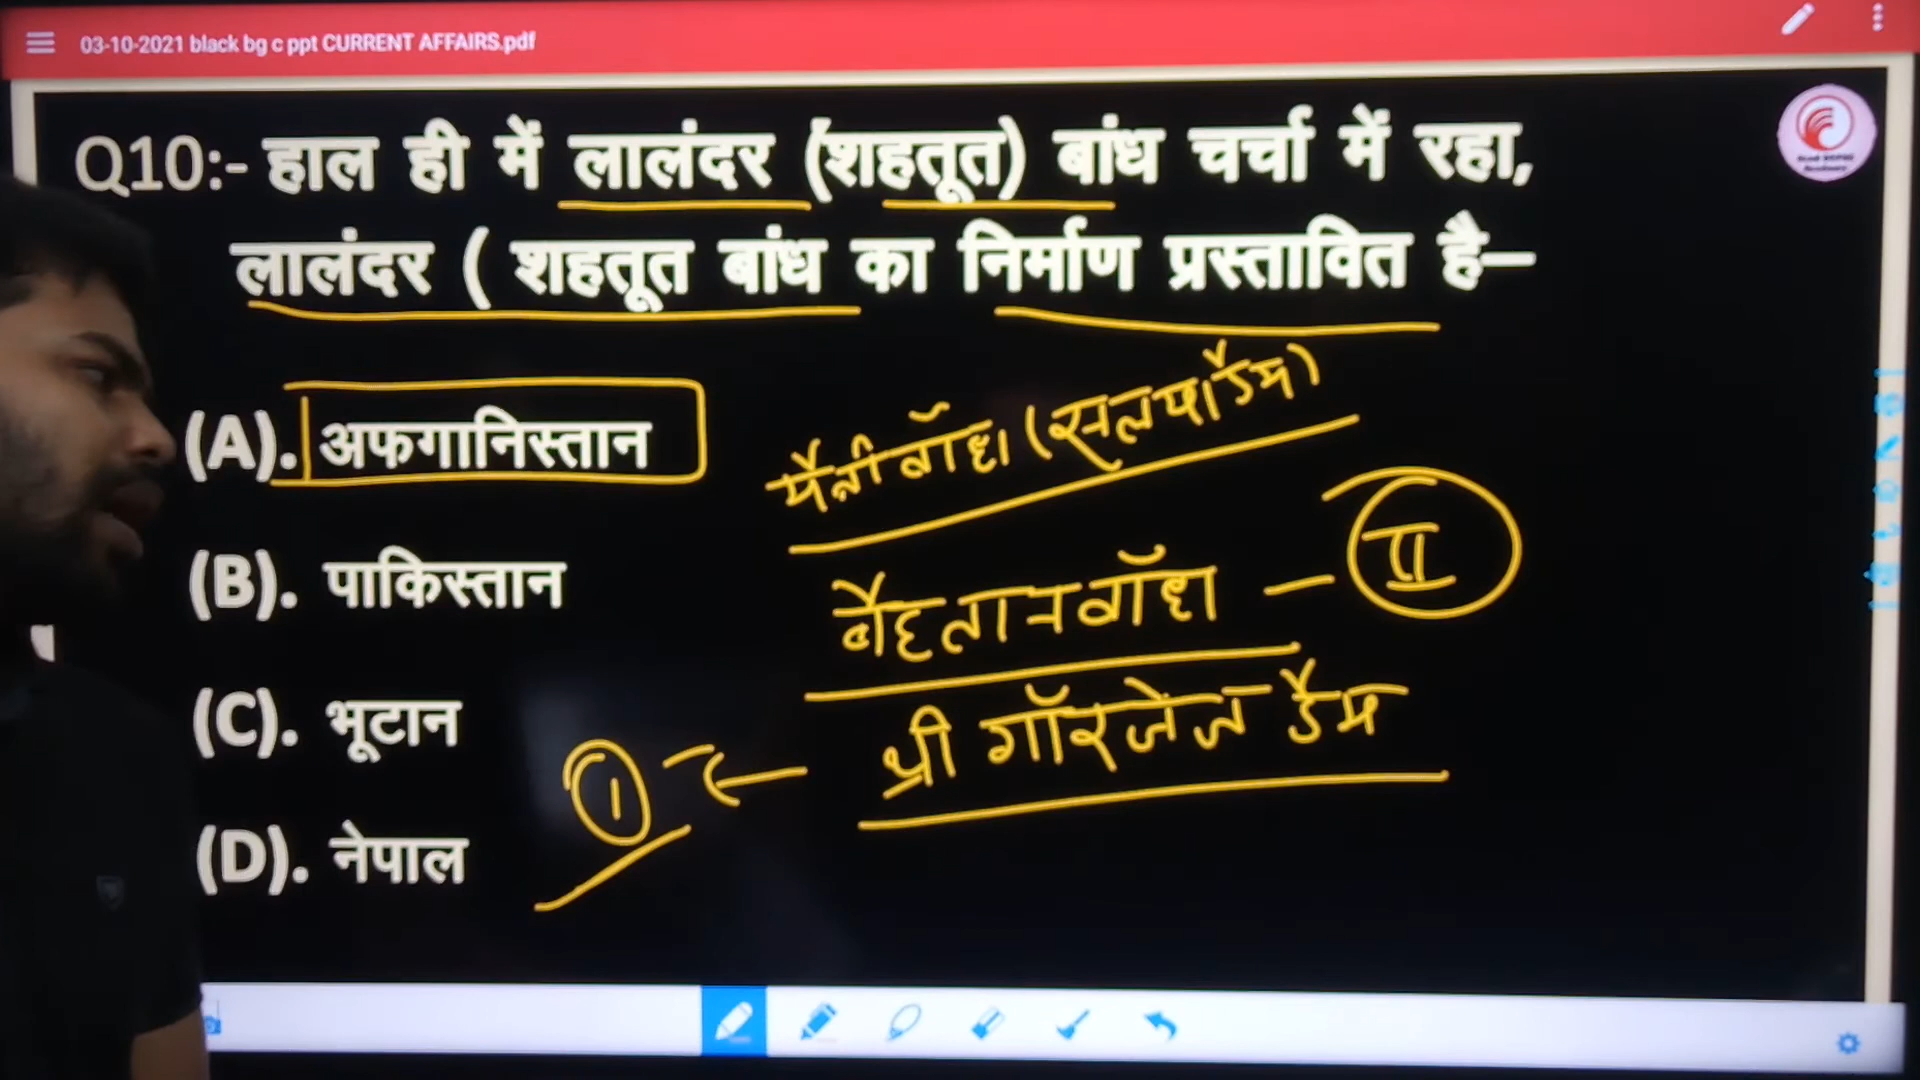 03-10-2021 black bg c ppt CURRENT AFFAIRS.pdf
Q10:- हाल ही में लालंदर (शहतूत) बांध चर्चा में रहा,
लालंदर ( शहतूत बांध का निर्माण प्रस्तावित है–
(A). अफगानिस्तान
मैत्री बाँध (सलमा डैम)
(B). पाकिस्तान
बैहतान बाँध – II
(C). भूटान
थ्री गॉरजेज डैम
1
(D). नेपाल